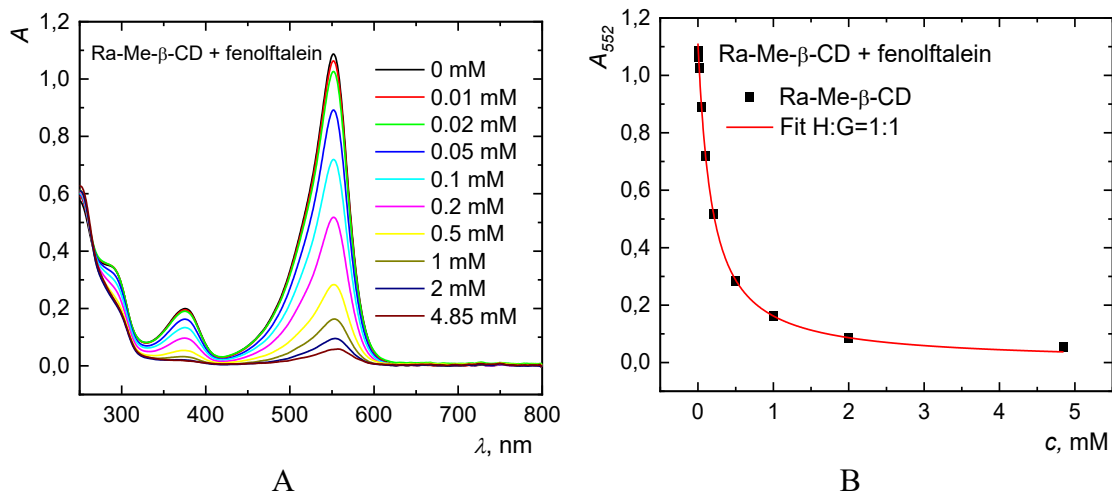 A
1,2
1,0
0,8
0,6
0,4
0,2
0,0
Ra-Me-β-CD + fenolftalein
0 mM
0.01 mM
0.02 mM
0.05 mM
0.1 mM
0.2 mM
0.5 mM
1 mM
2 mM
4.85 mM
300 400 500 600 700 800
λ, nm
A
A552
1,2
1,0
0,8
0,6
0,4
0,2
0,0
Ra-Me-β-CD + fenolftalein
Ra-Me-β-CD
Fit H:G=1:1
0 1 2 3 4 5
c, mM
B